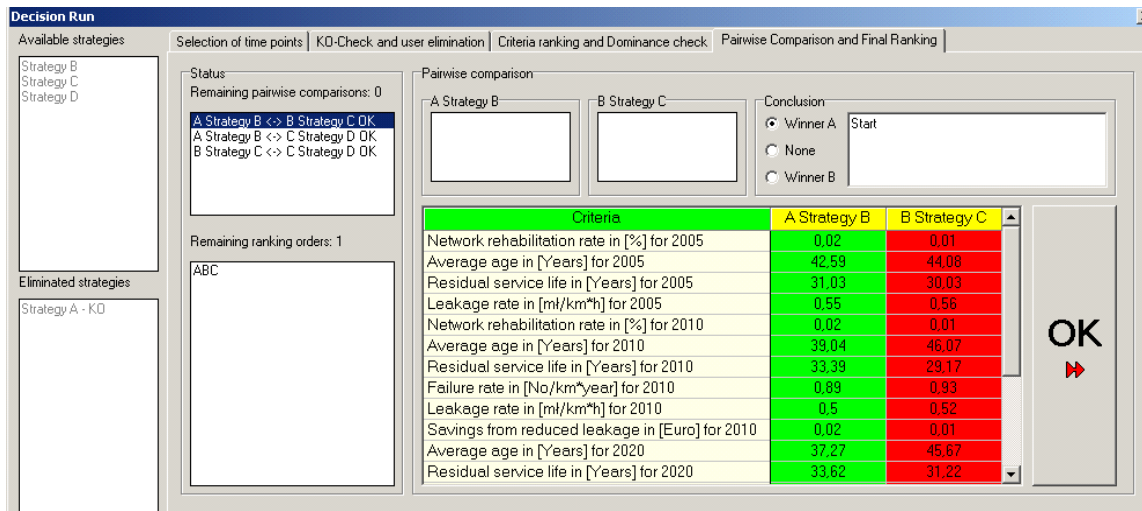 Decision Run
Available strategies
Strategy B
Strategy C
Strategy D
Eliminated strategies
Strategy A - KO
Selection of time points
KO-Check and user elimination
Criteria ranking and Dominance check
Pairwise Comparison and Final Ranking
Status
Remaining pairwise comparisons: 0
A Strategy B <-> B Strategy C OK
A Strategy B <-> C Strategy D OK
B Strategy C <-> C Strategy D OK
Remaining ranking orders: 1
ABC
Pairwise comparison
A Strategy B
B Strategy C
Conclusion
Winner A
None
Winner B
Start
Criteria A Strategy B B Strategy C
Network rehabilitation rate in [%] for 2005 0,02 0,01
Average age in [Years] for 2005 42,59 44,08
Residual service life in [Years] for 2005 31,03 30,03
Leakage rate in [mł/km*h] for 2005 0,55 0,56
Network rehabilitation rate in [%] for 2010 0,02 0,01
Average age in [Years] for 2010 39,04 46,07
Residual service life in [Years] for 2010 33,39 29,17
Failure rate in [No/km*year] for 2010 0,89 0,93
Leakage rate in [mł/km*h] for 2010 0,5 0,52
Savings from reduced leakage in [Euro] for 2010 0,02 0,01
Average age in [Years] for 2020 37,27 45,67
Residual service life in [Years] for 2020 33,62 31,22
OK